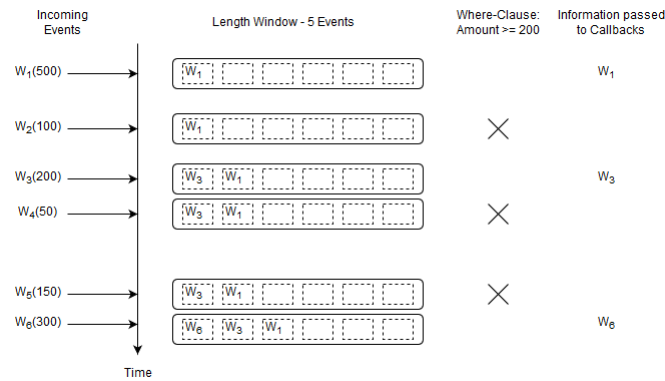 Incoming
Events
Length Window - 5 Events
Where-Clause:
Amount >= 200
Information passed
to Callbacks
W₁(500)
W₁
W₁
W₂(100)
W₁
W₃(200)
W₃ W₁
W₃
W₄(50)
W₃ W₁
W₅(150)
W₃ W₁
W₆(300)
W₆ W₃ W₁
W₆
Time